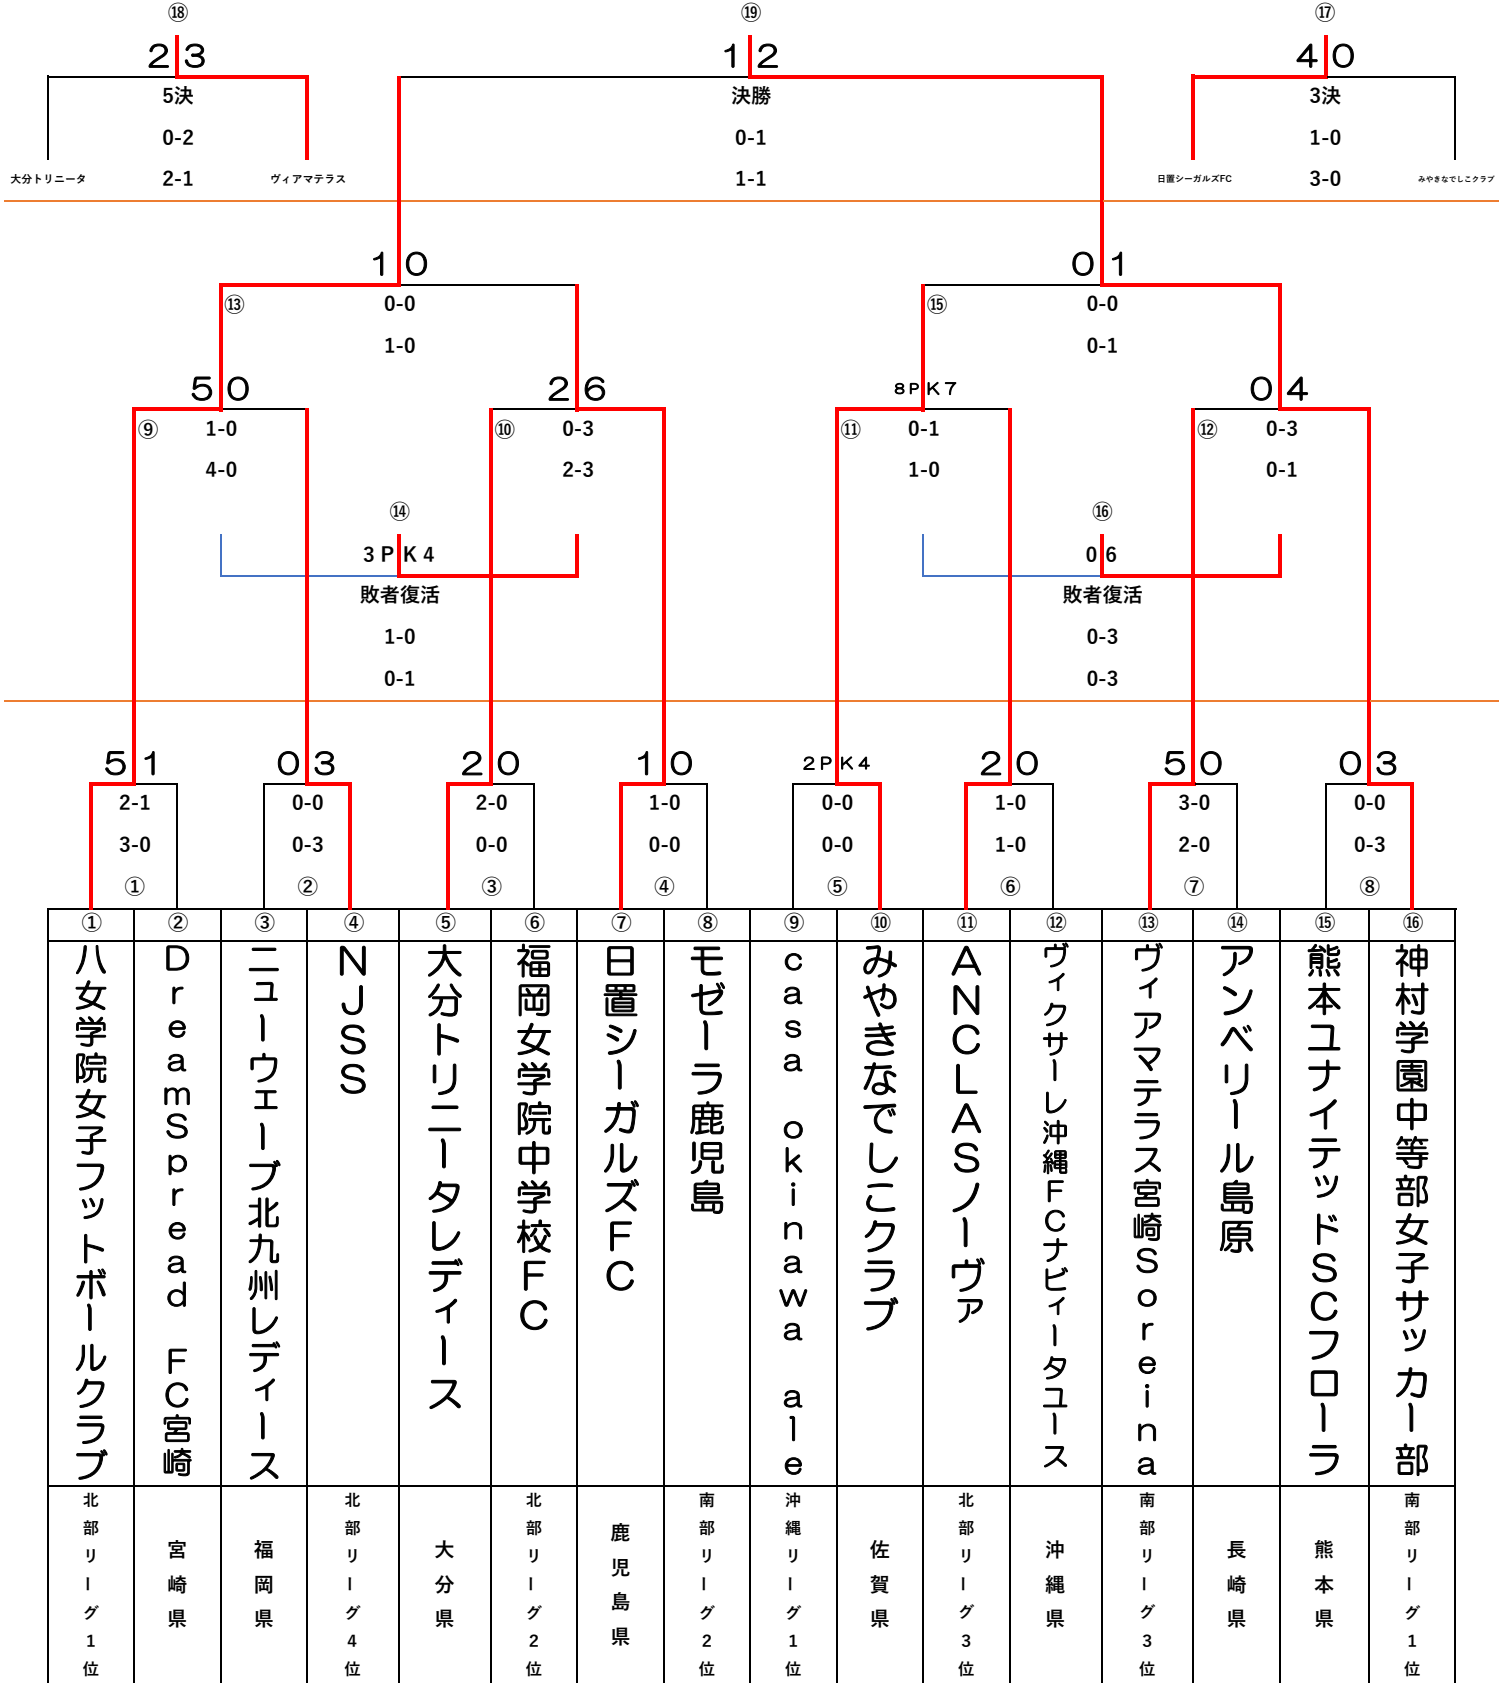 ⑱ ⑲ ⑰
2 3 1 2 4 0
5決 決勝 3決
0-2 0-1 1-0
大分トリニータ 2-1 ヴィアマテラス 1-1 日置シーガルズFC 3-0 みやきなでしこクラブ
1 0 0 1
⑬ 0-0 ⑮ 0-0
1-0 0-1
5 0 2 6 8 P K 7 0 4
⑨ 1-0 ⑩ 0-3 ⑪ 0-1 ⑫ 0-3
4-0 2-3 1-0 0-1
⑭ ⑯
3 P K 4 0 6
敗者復活 敗者復活
1-0 0-3
0-1 0-3
5 1 0 3 2 0 1 0 2 P K 4 2 0 5 0 0 3
2-1 0-0 2-0 1-0 0-0 1-0 3-0 0-0
3-0 0-3 0-0 0-0 0-0 1-0 2-0 0-3
① ② ③ ④ ⑤ ⑥ ⑦ ⑧
① ② ③ ④ ⑤ ⑥ ⑦ ⑧ ⑨ ⑩ ⑪ ⑫ ⑬ ⑭ ⑮ ⑯
八女学院女子フットボールクラブ
DreamSpread FC宮崎
ニューウェーブ北九州レディース
NJSS
大分トリニータレディース
福岡女学院中学校FC
日置シーガルズFC
モゼーラ鹿児島
casa okinawa ale
みやきなでしこクラブ
ANCLASノーヴァ
ヴィクサーレ沖縄FCナビィータユース
ヴィアマテラス宮崎Soreina
アンベリール島原
熊本ユナイテッドSCフローラ
神村学園中等部女子サッカー部
北部リーグ1位
宮崎県
福岡県
北部リーグ4位
大分県
北部リーグ2位
鹿児島県
南部リーグ2位
沖縄リーグ1位
佐賀県
北部リーグ3位
沖縄県
南部リーグ3位
長崎県
熊本県
南部リーグ1位